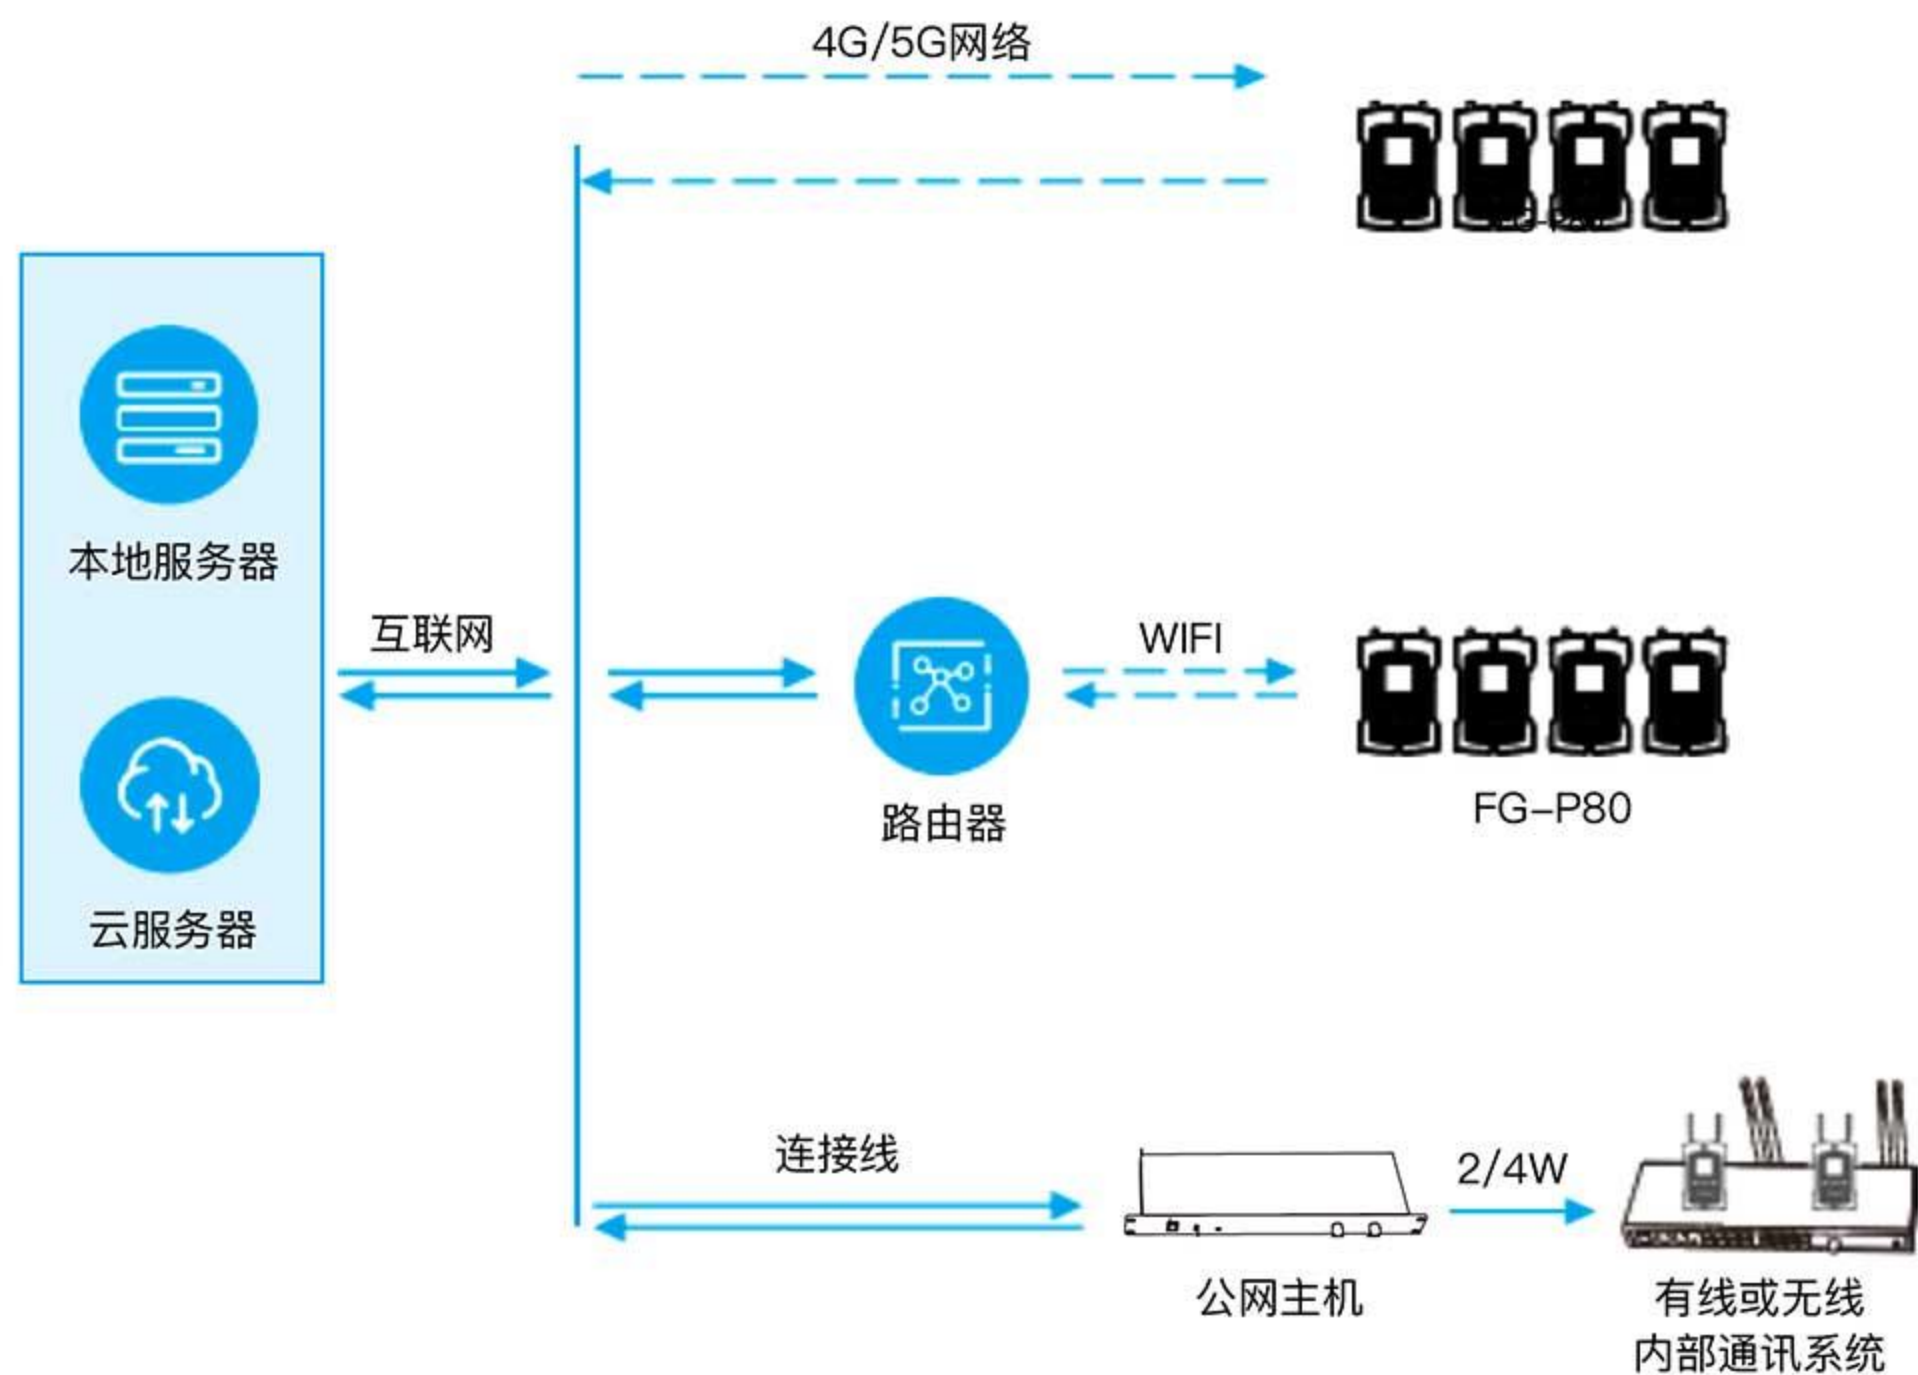 4G/5G网络
本地服务器
互联网
WIFI
路由器
FG-P80
云服务器
连接线
2/4W
公网主机
有线或无线
内部通讯系统